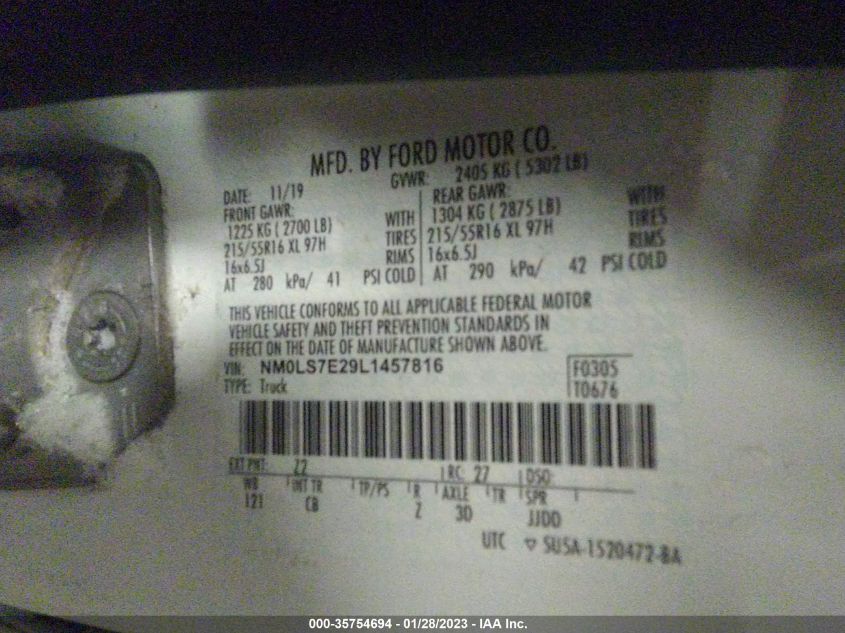 MFD. BY FORD MOTOR CO.
DATE: 11/19 GVWR: 2405 KG ( 5302 LB)
FRONT GAWR: REAR GAWR:
1225 KG ( 2700 LB) WITH 1304 KG ( 2875 LB) WITH
215/55R16 XL 97H TIRES 215/55R16 XL 97H TIRES
16x6.5J RIMS 16x6.5J RIMS
AT 280 kPa/ 41 PSI COLD AT 290 kPa/ 42 PSI COLD
THIS VEHICLE CONFORMS TO ALL APPLICABLE FEDERAL MOTOR
VEHICLE SAFETY AND THEFT PREVENTION STANDARDS IN
EFFECT ON THE DATE OF MANUFACTURE SHOWN ABOVE.
VIN: NM0LS7E29L1457816 F0305
TYPE: Truck T0676
EXT PNT: Z2 RC: 27 DSO:
WB INT TR TP/PS R AXLE TR SPR
121 CB 2 3D JJDD
UTC ▽ SU5A-1520472-BA
000-35754694 - 01/28/2023 - IAA Inc.